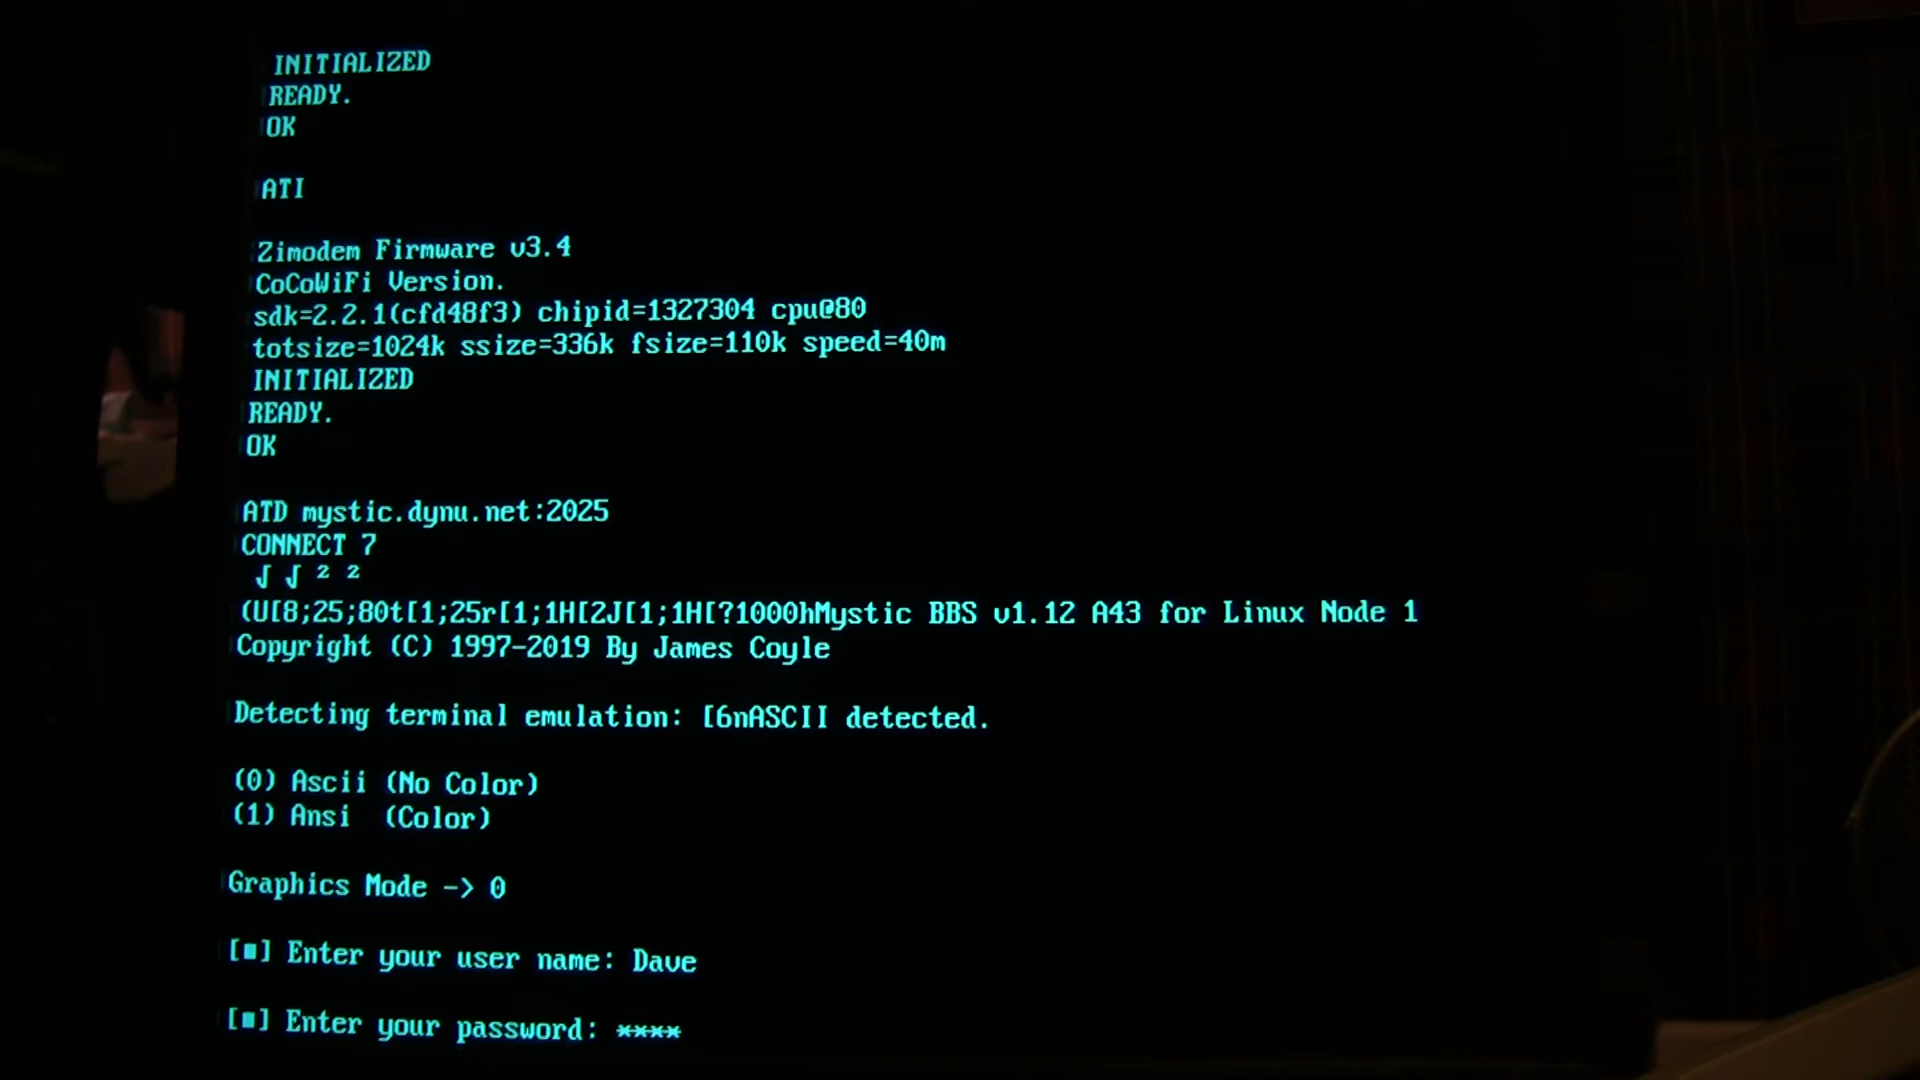 INITIALIZED
READY.
OK
ATI
Zimodem Firmware v3.4
CoCoWiFi Version.
sdk=2.2.1(cfd48f3) chipid=1327304 cpu@80
totsize=1024k ssize=336k fsize=110k speed=40m
INITIALIZED
READY.
OK
ATD mystic.dynu.net:2025
CONNECT 7
√ √ ² ²
(U[8;25;80t[1;25r[1;1H[2J[1;1H[?1000hMystic BBS v1.12 A43 for Linux Node 1
Copyright (C) 1997-2019 By James Coyle
Detecting terminal emulation: [6nASCII detected.
(0) Ascii (No Color)
(1) Ansi  (Color)
Graphics Mode -> 0
[■] Enter your user name: Dave
[■] Enter your password: ****